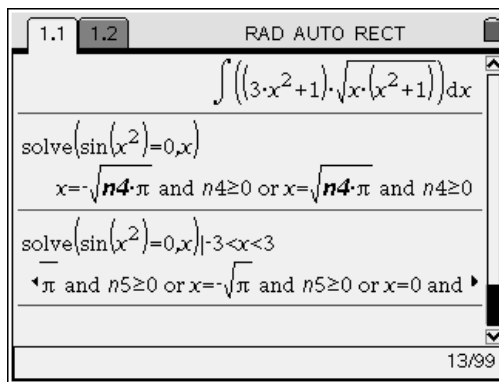 1.1 1.2 RAD AUTO RECT
∫((3·x²+1)·√(x·(x²+1)))dx
solve(sin(x²)=0,x)
x=-√(n4·π) and n4≥0 or x=√(n4·π) and n4≥0
solve(sin(x²)=0,x)|-3<x<3
π and n5≥0 or x=-√π and n5≥0 or x=0 and
13/99